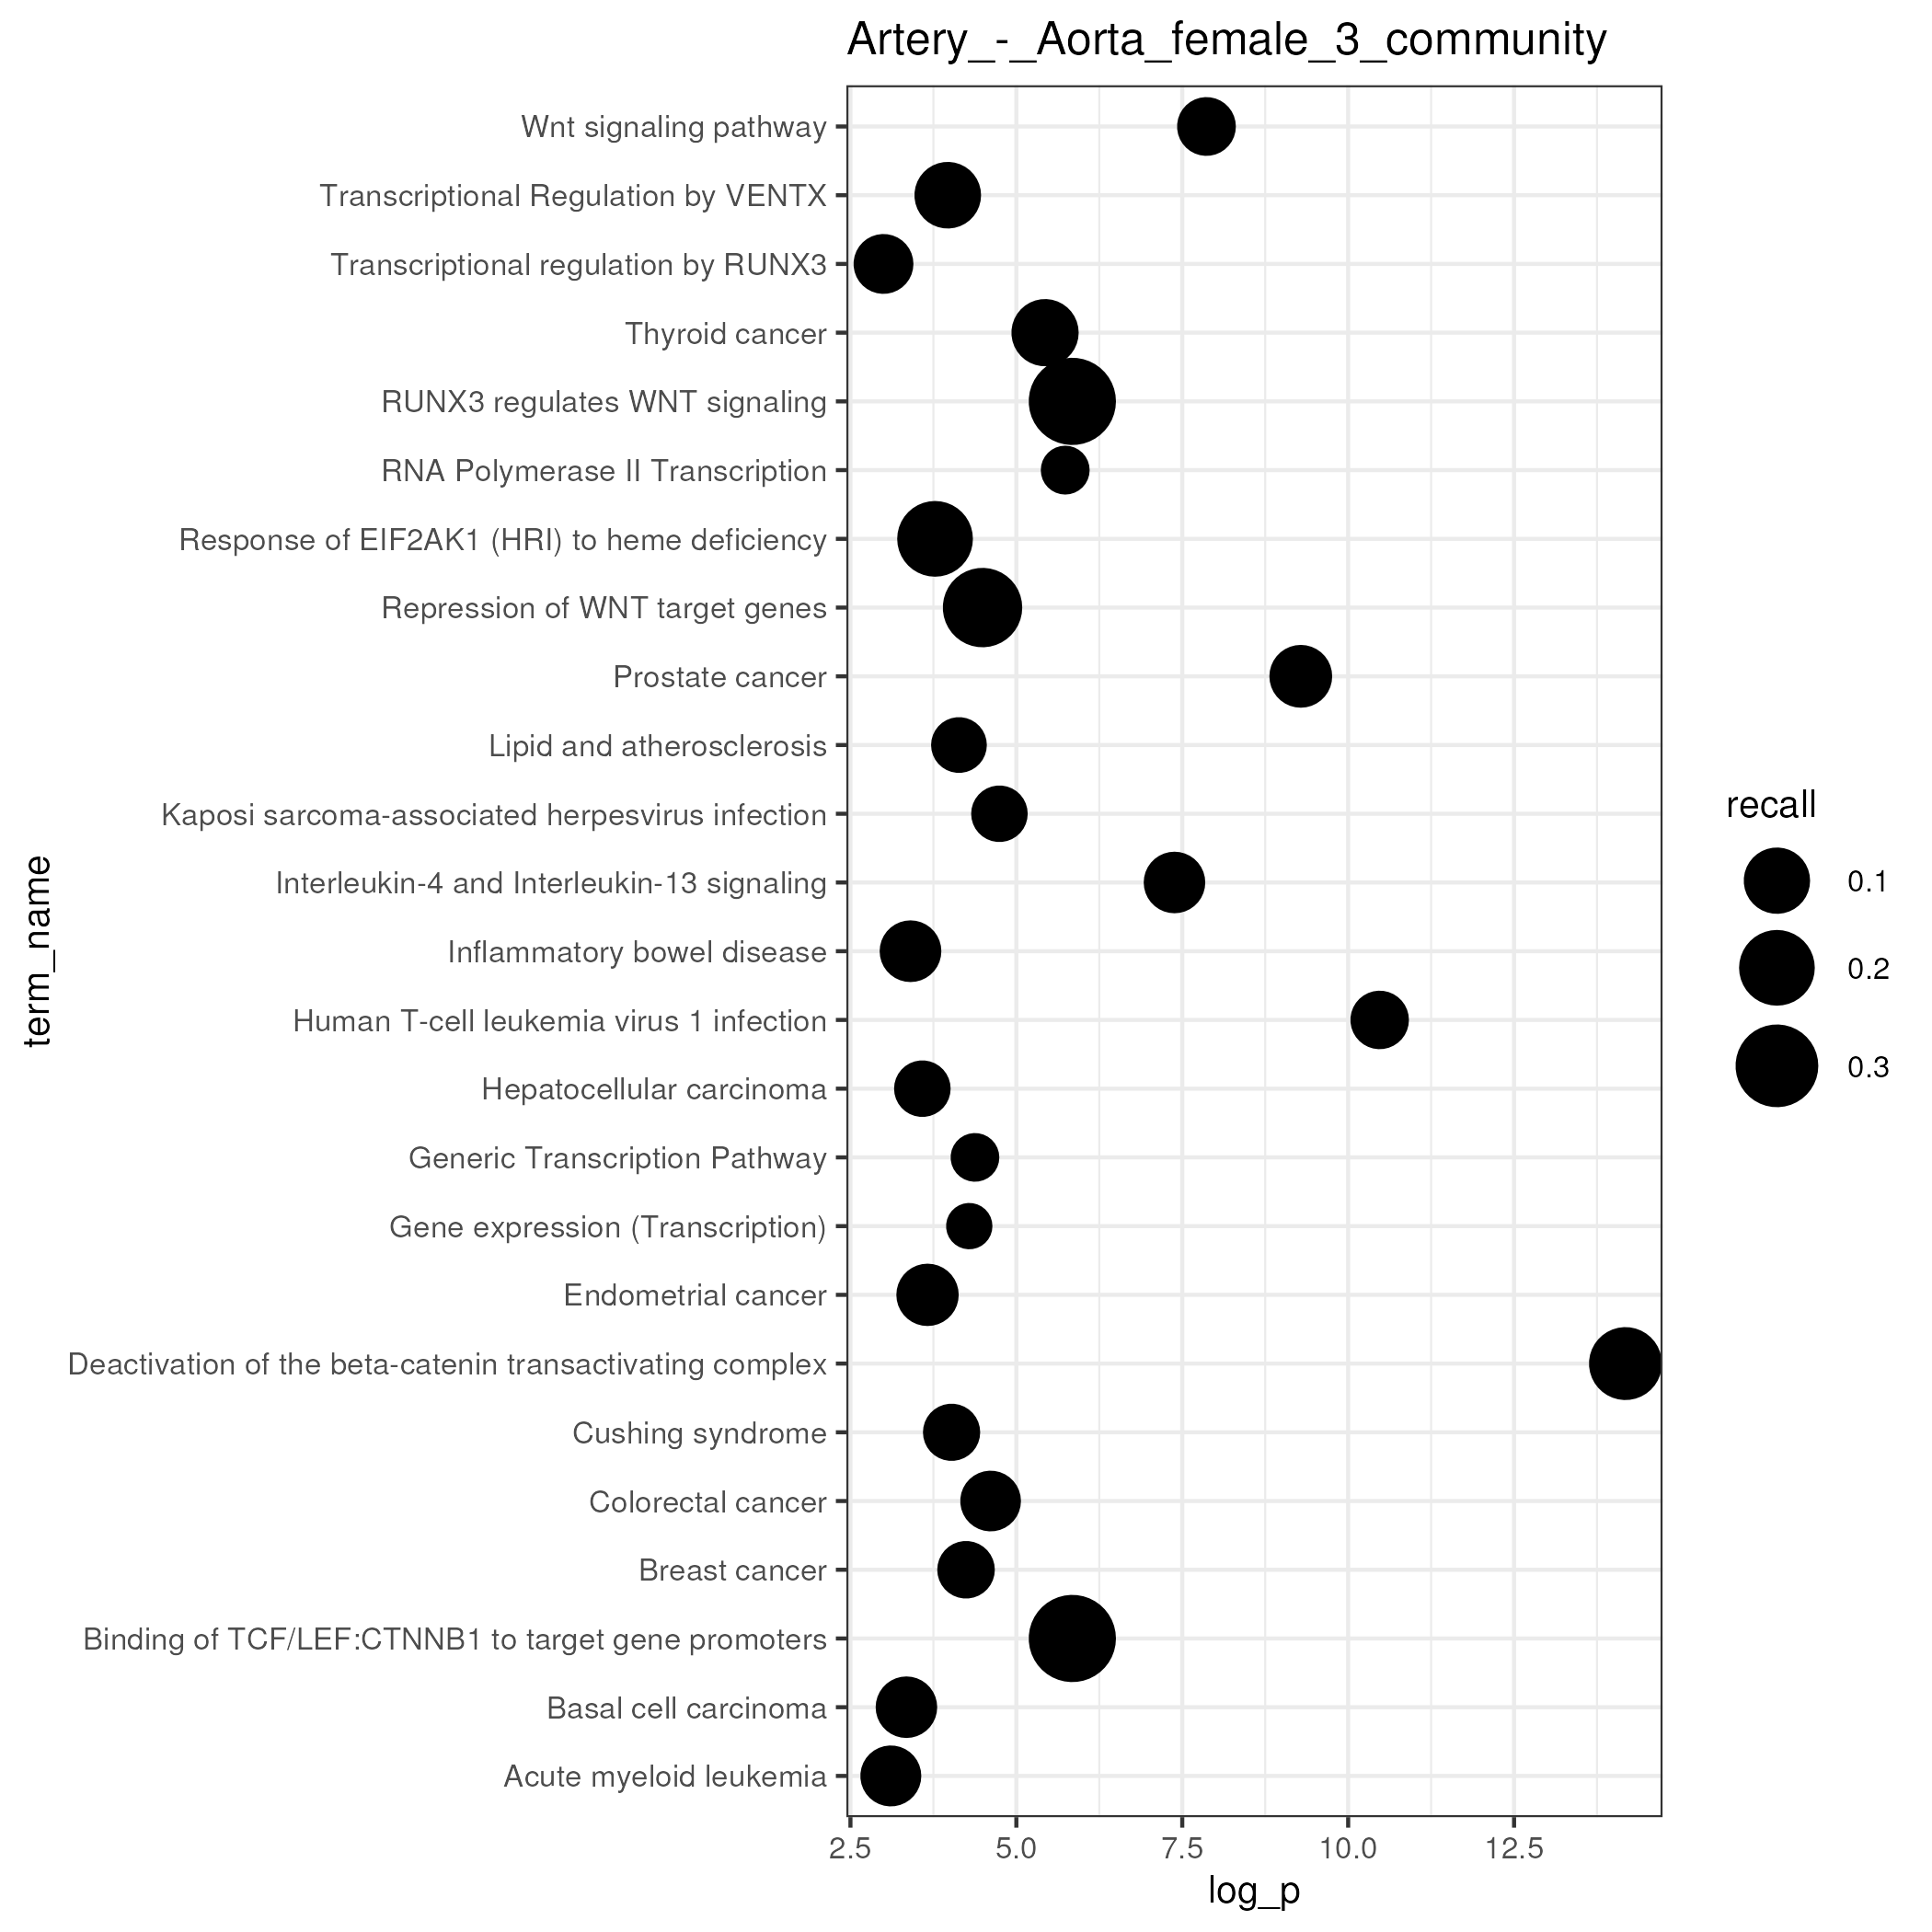 Artery_-_Aorta_female_3_community
term_name
Wnt signaling pathway
Transcriptional Regulation by VENTX
Transcriptional regulation by RUNX3
Thyroid cancer
RUNX3 regulates WNT signaling
RNA Polymerase II Transcription
Response of EIF2AK1 (HRI) to heme deficiency
Repression of WNT target genes
Prostate cancer
Lipid and atherosclerosis
Kaposi sarcoma-associated herpesvirus infection
Interleukin-4 and Interleukin-13 signaling
Inflammatory bowel disease
Human T-cell leukemia virus 1 infection
Hepatocellular carcinoma
Generic Transcription Pathway
Gene expression (Transcription)
Endometrial cancer
Deactivation of the beta-catenin transactivating complex
Cushing syndrome
Colorectal cancer
Breast cancer
Binding of TCF/LEF:CTNNB1 to target gene promoters
Basal cell carcinoma
Acute myeloid leukemia
2.5 5.0 7.5 10.0 12.5
log_p
recall
0.1
0.2
0.3